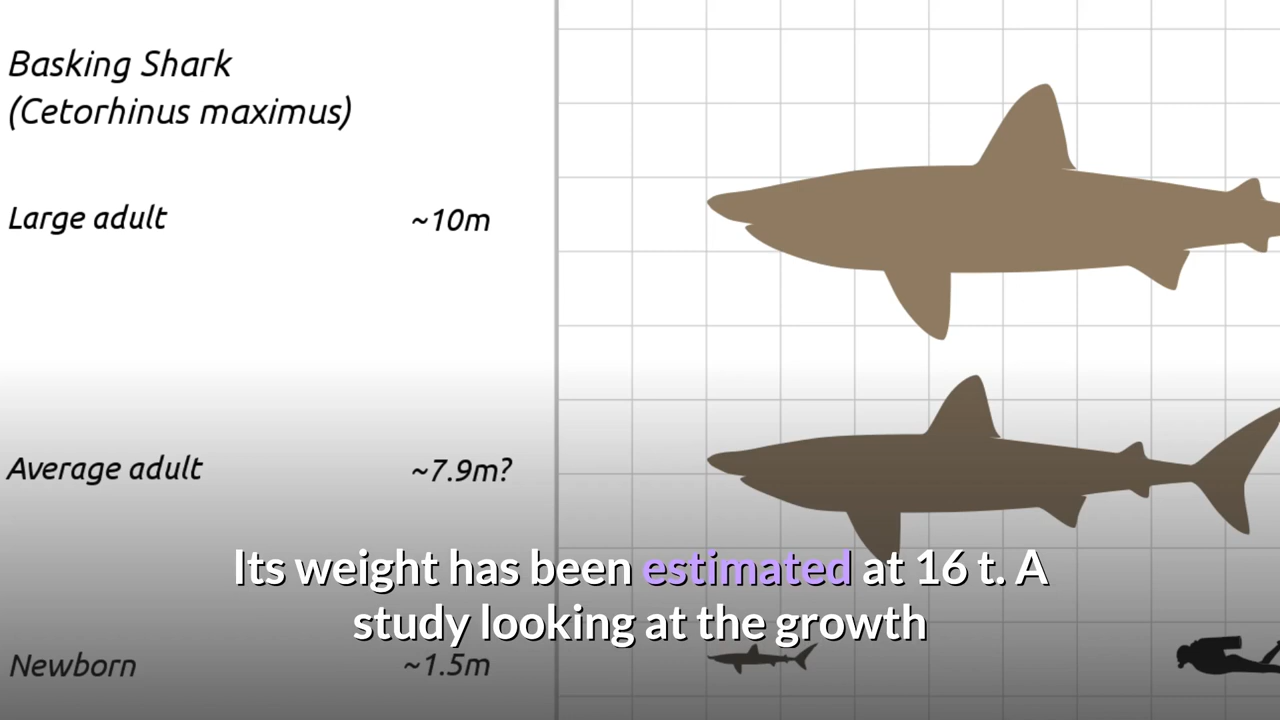 Basking Shark
(Cetorhinus maximus)
Large adult ~10m
Average adult ~7.9m?
Its weight has been estimated at 16 t. A
study looking at the growth
Newborn ~1.5m